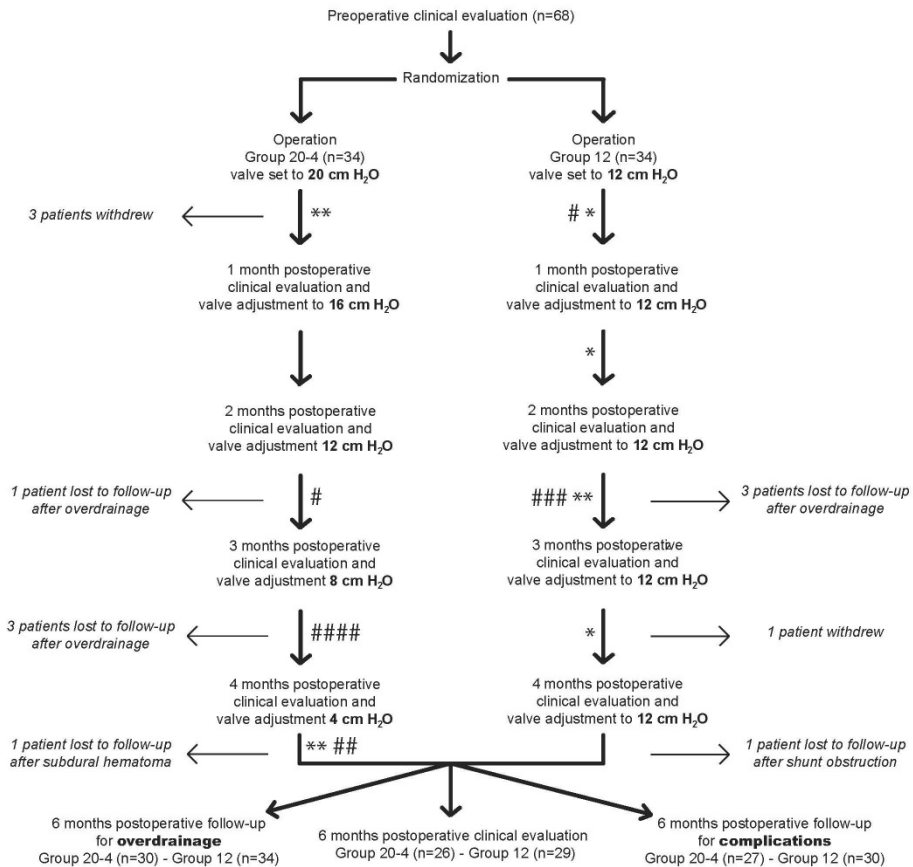 Preoperative clinical evaluation (n=68)
Randomization
Operation
Group 20-4 (n=34)
valve set to 20 cm H₂O
Operation
Group 12 (n=34)
valve set to 12 cm H₂O
3 patients withdrew
**
# *
1 month postoperative
clinical evaluation and
valve adjustment to 16 cm H₂O
1 month postoperative
clinical evaluation and
valve adjustment to 12 cm H₂O
*
2 months postoperative
clinical evaluation and
valve adjustment 12 cm H₂O
2 months postoperative
clinical evaluation and
valve adjustment to 12 cm H₂O
1 patient lost to follow-up
after overdrainage
#
### **
3 patients lost to follow-up
after overdrainage
3 months postoperative
clinical evaluation and
valve adjustment 8 cm H₂O
3 months postoperative
clinical evaluation and
valve adjustment to 12 cm H₂O
3 patients lost to follow-up
after overdrainage
####
*
1 patient withdrew
4 months postoperative
clinical evaluation and
valve adjustment 4 cm H₂O
4 months postoperative
clinical evaluation and
valve adjustment to 12 cm H₂O
1 patient lost to follow-up
after subdural hematoma
** ##
1 patient lost to follow-up
after shunt obstruction
6 months postoperative follow-up
for overdrainage
Group 20-4 (n=30) - Group 12 (n=34)
6 months postoperative clinical evaluation
Group 20-4 (n=26) - Group 12 (n=29)
6 months postoperative follow-up
for complications
Group 20-4 (n=27) - Group 12 (n=30)